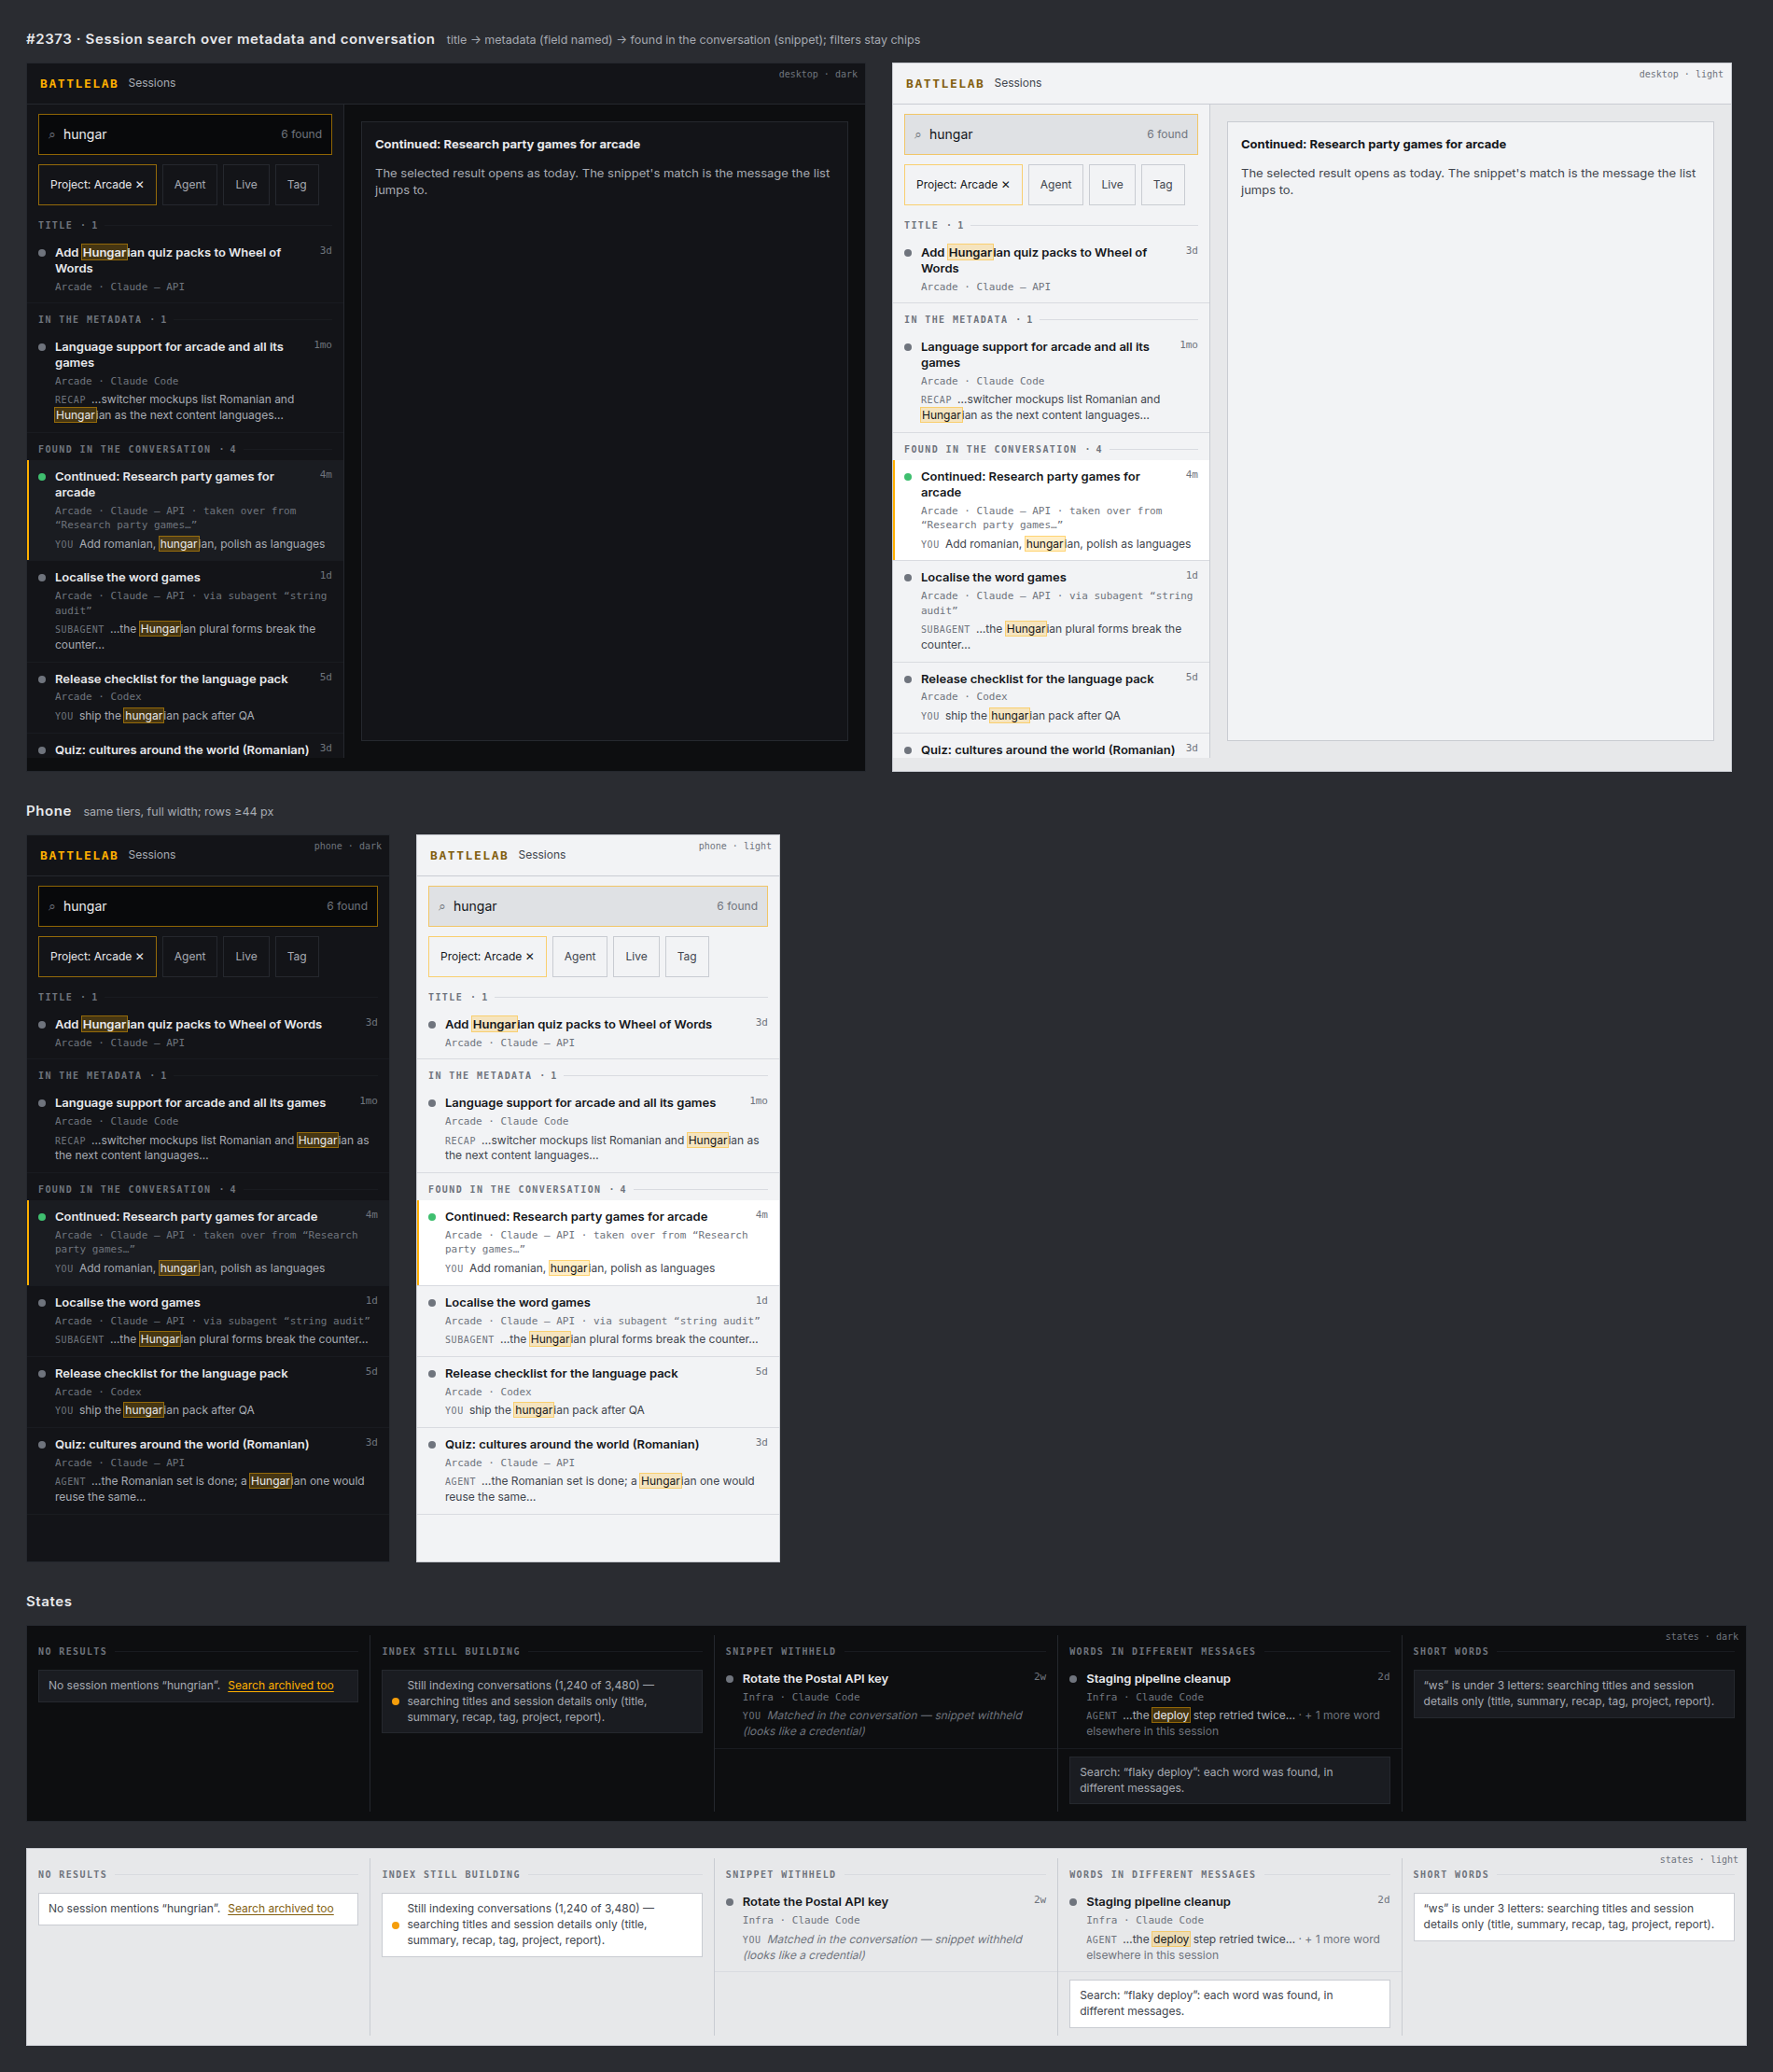 #2373 · Session search over metadata and conversation title → metadata (field named) → found in the conversation (snippet); filters stay chips
desktop · dark
BATTLELAB Sessions
⌕ hungar 6 found
Project: Arcade ✕ Agent Live Tag
TITLE · 1
Add Hungarian quiz packs to Wheel of 3d
Words
Arcade · Claude — API
IN THE METADATA · 1
Language support for arcade and all its 1mo
games
Arcade · Claude Code
RECAP …switcher mockups list Romanian and
Hungarian as the next content languages…
FOUND IN THE CONVERSATION · 4
Continued: Research party games for 4m
arcade
Arcade · Claude — API · taken over from
“Research party games…”
YOU Add romanian, hungarian, polish as languages
Localise the word games 1d
Arcade · Claude — API · via subagent “string
audit”
SUBAGENT …the Hungarian plural forms break the
counter…
Release checklist for the language pack 5d
Arcade · Codex
YOU ship the hungarian pack after QA
Quiz: cultures around the world (Romanian) 3d
Continued: Research party games for arcade
The selected result opens as today. The snippet's match is the message the list
jumps to.
desktop · light
BATTLELAB Sessions
⌕ hungar 6 found
Project: Arcade ✕ Agent Live Tag
TITLE · 1
Add Hungarian quiz packs to Wheel of 3d
Words
Arcade · Claude — API
IN THE METADATA · 1
Language support for arcade and all its 1mo
games
Arcade · Claude Code
RECAP …switcher mockups list Romanian and
Hungarian as the next content languages…
FOUND IN THE CONVERSATION · 4
Continued: Research party games for 4m
arcade
Arcade · Claude — API · taken over from
“Research party games…”
YOU Add romanian, hungarian, polish as languages
Localise the word games 1d
Arcade · Claude — API · via subagent “string
audit”
SUBAGENT …the Hungarian plural forms break the
counter…
Release checklist for the language pack 5d
Arcade · Codex
YOU ship the hungarian pack after QA
Quiz: cultures around the world (Romanian) 3d
Continued: Research party games for arcade
The selected result opens as today. The snippet's match is the message the list
jumps to.
Phone same tiers, full width; rows ≥44 px
phone · dark
BATTLELAB Sessions
⌕ hungar 6 found
Project: Arcade ✕ Agent Live Tag
TITLE · 1
Add Hungarian quiz packs to Wheel of Words 3d
Arcade · Claude — API
IN THE METADATA · 1
Language support for arcade and all its games 1mo
Arcade · Claude Code
RECAP …switcher mockups list Romanian and Hungarian as
the next content languages…
FOUND IN THE CONVERSATION · 4
Continued: Research party games for arcade 4m
Arcade · Claude — API · taken over from “Research
party games…”
YOU Add romanian, hungarian, polish as languages
Localise the word games 1d
Arcade · Claude — API · via subagent “string audit”
SUBAGENT …the Hungarian plural forms break the counter…
Release checklist for the language pack 5d
Arcade · Codex
YOU ship the hungarian pack after QA
Quiz: cultures around the world (Romanian) 3d
Arcade · Claude — API
AGENT …the Romanian set is done; a Hungarian one would
reuse the same…
phone · light
BATTLELAB Sessions
⌕ hungar 6 found
Project: Arcade ✕ Agent Live Tag
TITLE · 1
Add Hungarian quiz packs to Wheel of Words 3d
Arcade · Claude — API
IN THE METADATA · 1
Language support for arcade and all its games 1mo
Arcade · Claude Code
RECAP …switcher mockups list Romanian and Hungarian as
the next content languages…
FOUND IN THE CONVERSATION · 4
Continued: Research party games for arcade 4m
Arcade · Claude — API · taken over from “Research
party games…”
YOU Add romanian, hungarian, polish as languages
Localise the word games 1d
Arcade · Claude — API · via subagent “string audit”
SUBAGENT …the Hungarian plural forms break the counter…
Release checklist for the language pack 5d
Arcade · Codex
YOU ship the hungarian pack after QA
Quiz: cultures around the world (Romanian) 3d
Arcade · Claude — API
AGENT …the Romanian set is done; a Hungarian one would
reuse the same…
States
states · dark
NO RESULTS
No session mentions “hungrian”. Search archived too
INDEX STILL BUILDING
Still indexing conversations (1,240 of 3,480) —
searching titles and session details only (title,
summary, recap, tag, project, report).
SNIPPET WITHHELD
Rotate the Postal API key 2w
Infra · Claude Code
YOU Matched in the conversation — snippet withheld
(looks like a credential)
WORDS IN DIFFERENT MESSAGES
Staging pipeline cleanup 2d
Infra · Claude Code
AGENT …the deploy step retried twice… · + 1 more word
elsewhere in this session
Search: “flaky deploy”: each word was found, in
different messages.
SHORT WORDS
“ws” is under 3 letters: searching titles and session
details only (title, summary, recap, tag, project, report).
states · light
NO RESULTS
No session mentions “hungrian”. Search archived too
INDEX STILL BUILDING
Still indexing conversations (1,240 of 3,480) —
searching titles and session details only (title,
summary, recap, tag, project, report).
SNIPPET WITHHELD
Rotate the Postal API key 2w
Infra · Claude Code
YOU Matched in the conversation — snippet withheld
(looks like a credential)
WORDS IN DIFFERENT MESSAGES
Staging pipeline cleanup 2d
Infra · Claude Code
AGENT …the deploy step retried twice… · + 1 more word
elsewhere in this session
Search: “flaky deploy”: each word was found, in
different messages.
SHORT WORDS
“ws” is under 3 letters: searching titles and session
details only (title, summary, recap, tag, project, report).